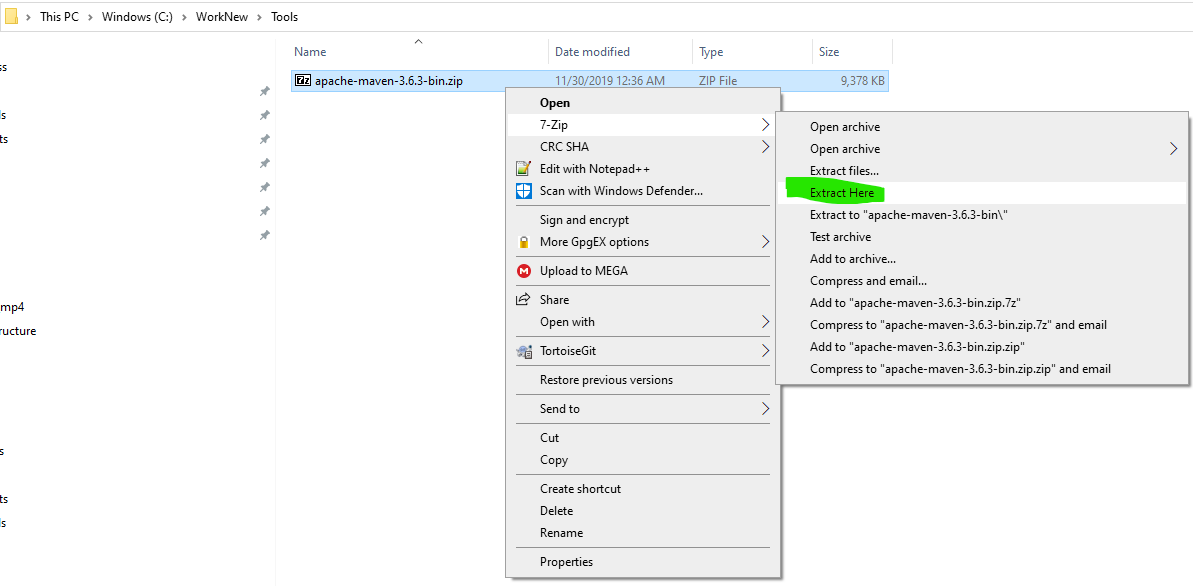 This PC > Windows (C:) > WorkNew > Tools
Name Date modified Type Size
apache-maven-3.6.3-bin.zip 11/30/2019 12:36 AM ZIP File 9,378 KB
ss
ls
ts
mp4
ructure
s
ts
ls
Open
7-Zip
CRC SHA
Edit with Notepad++
Scan with Windows Defender...
Sign and encrypt
More GpgEX options
Upload to MEGA
Share
Open with
TortoiseGit
Restore previous versions
Send to
Cut
Copy
Create shortcut
Delete
Rename
Properties
Open archive
Open archive
Extract files...
Extract Here
Extract to "apache-maven-3.6.3-bin\"
Test archive
Add to archive...
Compress and email...
Add to "apache-maven-3.6.3-bin.zip.7z"
Compress to "apache-maven-3.6.3-bin.zip.7z" and email
Add to "apache-maven-3.6.3-bin.zip.zip"
Compress to "apache-maven-3.6.3-bin.zip.zip" and email